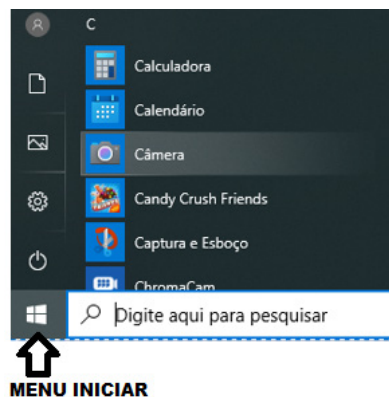 C
Calculadora
Calendário
Câmera
Candy Crush Friends
Captura e Esboço
ChromaCam
Digite aqui para pesquisar
MENU INICIAR